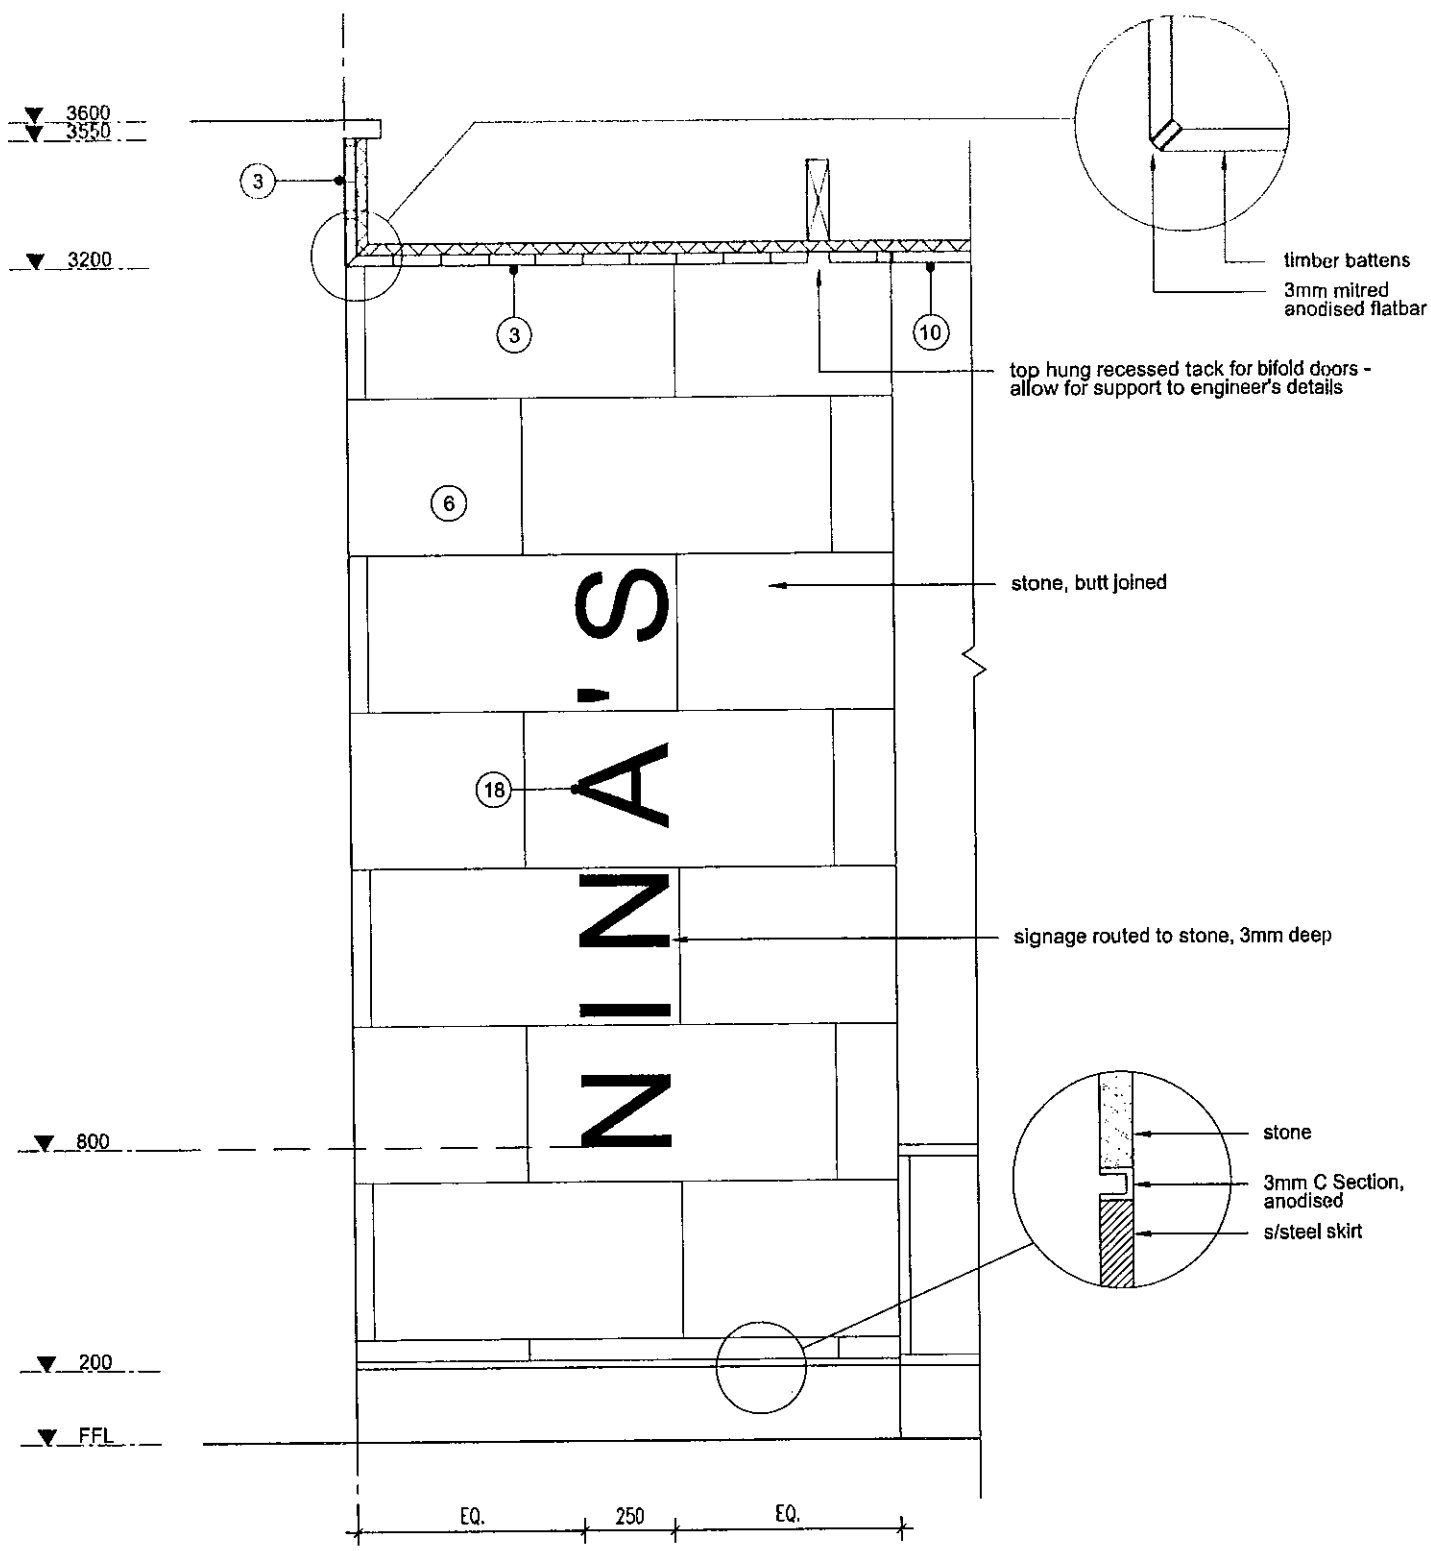 3600
3550
3
3200
timber battens
3mm mitred
anodised flatbar
3
10
top hung recessed tack for bifold doors -
allow for support to engineer's details
6
stone, butt joined
NINA'S
18
signage routed to stone, 3mm deep
800
stone
3mm C Section,
anodised
s/steel skirt
200
FFL
EQ. 250 EQ.